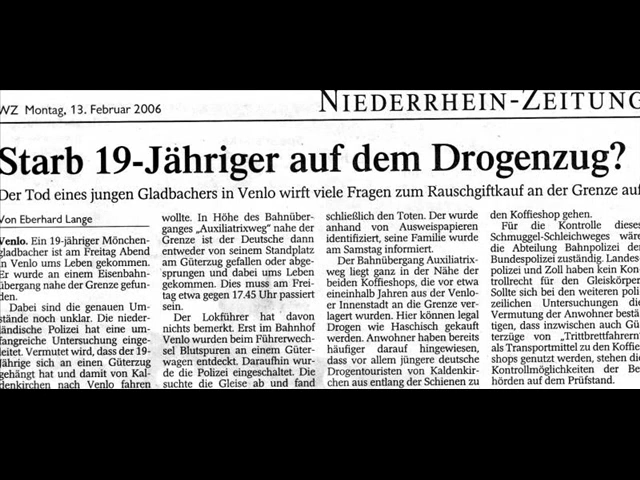 WZ Montag, 13. Februar 2006
NIEDERRHEIN-ZEITUNG
Starb 19-Jähriger auf dem Drogenzug?
Der Tod eines jungen Gladbachers in Venlo wirft viele Fragen zum Rauschgiftkauf an der Grenze auf
Von Eberhard Lange
Venlo. Ein 19-jähriger Mönchen-
gladbacher ist am Freitag Abend
in Venlo ums Leben gekommen.
Er wurde an einem Eisenbahn-
übergang nahe der Grenze gefun-
den.
Dabei sind die genauen Um-
stände noch unklar. Die nieder-
ländische Polizei hat eine um-
fangreiche Untersuchung einge-
leitet. Vermutet wird, dass der 19-
Jährige sich an einen Güterzug
gehängt hat und damit von Kal-
denkirchen nach Venlo fahren
wollte. In Höhe des Bahnüber-
ganges „Auxiliatrixweg" nahe der
Grenze ist der Deutsche dann
entweder von seinem Standplatz
am Güterzug gefallen oder abge-
sprungen und dabei ums Leben
gekommen. Dies muss am Frei-
tag etwa gegen 17.45 Uhr passiert
sein.
Der Lokführer hat davon
nichts bemerkt. Erst im Bahnhof
Venlo wurden beim Führerwech-
sel Blutspuren an einem Güter-
wagen entdeckt. Daraufhin wur-
de die Polizei eingeschaltet. Die
suchte die Gleise ab und fand
schließlich den Toten. Der wurde
anhand von Ausweispapieren
identifiziert, seine Familie wurde
am Samstag informiert.
Der Bahnübergang Auxiliatrix-
weg liegt ganz in der Nähe der
beiden Koffieshops, die vor etwa
eineinhalb Jahren aus der Venlo-
er Innenstadt an die Grenze ver-
lagert wurden. Hier können legal
Drogen wie Haschisch gekauft
werden. Anwohner haben bereits
häufiger darauf hingewiesen,
dass vor allem jüngere deutsche
Drogentouristen von Kaldenkir-
chen aus entlang der Schienen zu
den Koffieshop gehen.
Für die Kontrolle dieser
Schmuggel-Schleichweges wäre
die Abteilung Bahnpolizei der
Bundespolizei zuständig. Landes-
polizei und Zoll haben kein Kon-
trollrecht für den Gleiskörper.
Sollte sich bei den weiteren poli-
zeilichen Untersuchungen die
Vermutung der Anwohner bestä-
tigen, dass inzwischen auch Gü-
terzüge von „Trittbrettfahrern"
als Transportmittel zu den Koffie-
shops genutzt werden, stehen die
Kontrollmöglichkeiten der Be-
hörden auf dem Prüfstand.